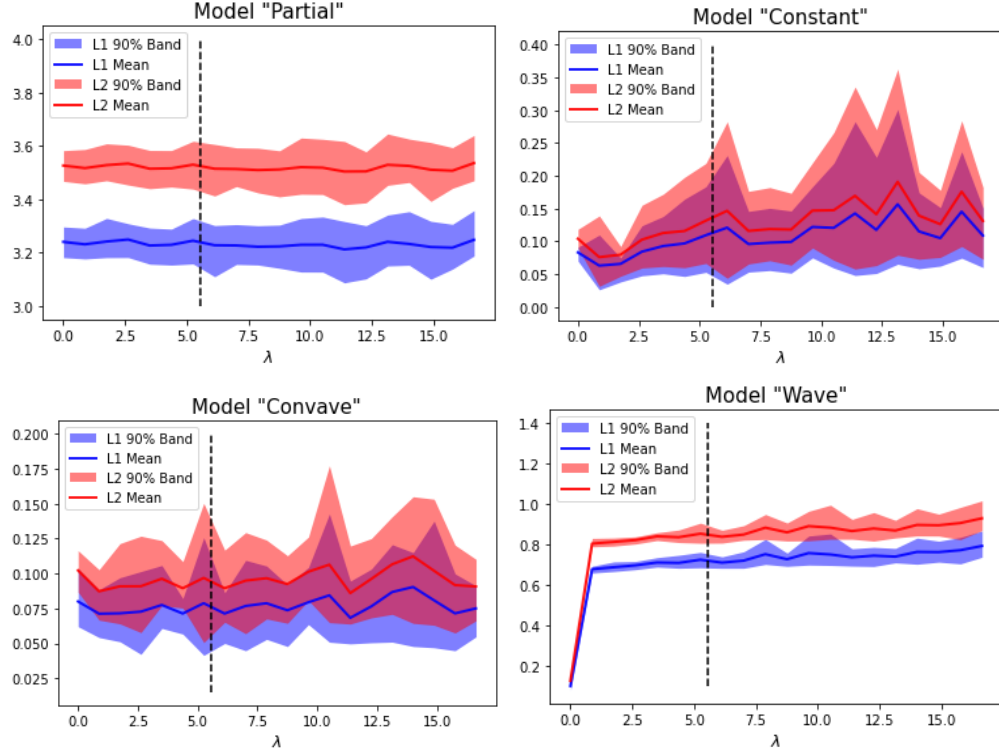 Model "Partial"
4.0
3.8
3.6
3.4
3.2
3.0
L1 90% Band
L1 Mean
L2 90% Band
L2 Mean
0.0 2.5 5.0 7.5 10.0 12.5 15.0
λ
Model "Constant"
0.40
0.35
0.30
0.25
0.20
0.15
0.10
0.05
0.00
L1 90% Band
L1 Mean
L2 90% Band
L2 Mean
0.0 2.5 5.0 7.5 10.0 12.5 15.0
λ
Model "Convave"
0.200
0.175
0.150
0.125
0.100
0.075
0.050
0.025
L1 90% Band
L1 Mean
L2 90% Band
L2 Mean
0.0 2.5 5.0 7.5 10.0 12.5 15.0
λ
Model "Wave"
1.4
1.2
1.0
0.8
0.6
0.4
0.2
L1 90% Band
L1 Mean
L2 90% Band
L2 Mean
0.0 2.5 5.0 7.5 10.0 12.5 15.0
λ